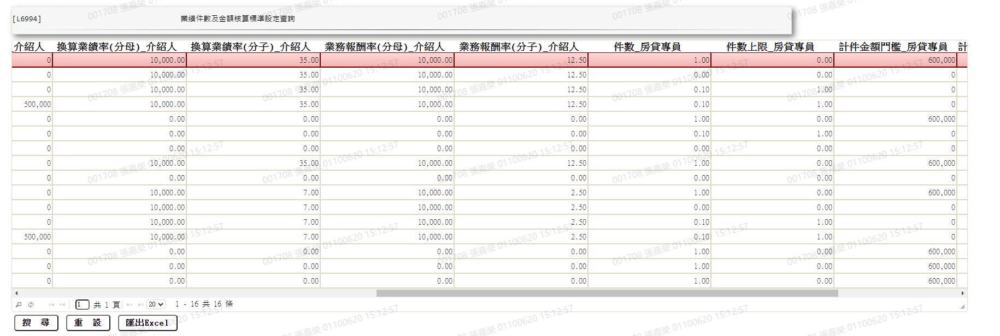 [L6994] 業績件數及金額核算標準設定查詢
_介紹人 換算業績率(分母)_介紹人 換算業績率(分子)_介紹人 業務報酬率(分母)_介紹人 業務報酬率(分子)_介紹人 件數_房貸專員 件數上限_房貸專員 計件金額門檻_房貸專員 計
0 10,000.00 35.00 10,000.00 12.50 1.00 0.00 600,000
0 10,000.00 35.00 10,000.00 12.50 0.00 0.00 0
0 10,000.00 35.00 10,000.00 12.50 0.10 1.00 0
500,000 10,000.00 35.00 10,000.00 12.50 0.10 1.00 0
0 0.00 0.00 0.00 0.00 1.00 0.00 600,000
0 0.00 0.00 0.00 0.00 0.10 1.00 0
0 0.00 0.00 0.00 0.00 0.00 0.00 0
0 10,000.00 35.00 10,000.00 12.50 1.00 0.00 600,000
0 0.00 0.00 0.00 0.00 0.00 0.00 0
0 10,000.00 7.00 10,000.00 2.50 1.00 0.00 600,000
0 10,000.00 7.00 10,000.00 2.50 0.00 0.00 0
0 10,000.00 7.00 10,000.00 2.50 0.10 1.00 0
500,000 10,000.00 7.00 10,000.00 2.50 0.10 1.00 0
0 0.00 0.00 0.00 0.00 1.00 0.00 600,000
0 0.00 0.00 0.00 0.00 1.00 0.00 600,000
0 0.00 0.00 0.00 0.00 1.00 0.00 600,000
1 共 1 頁 20 1 - 16 共 16 條
搜 尋 重 設 匯出Excel
001708 張嘉榮 01100620 15:12:57